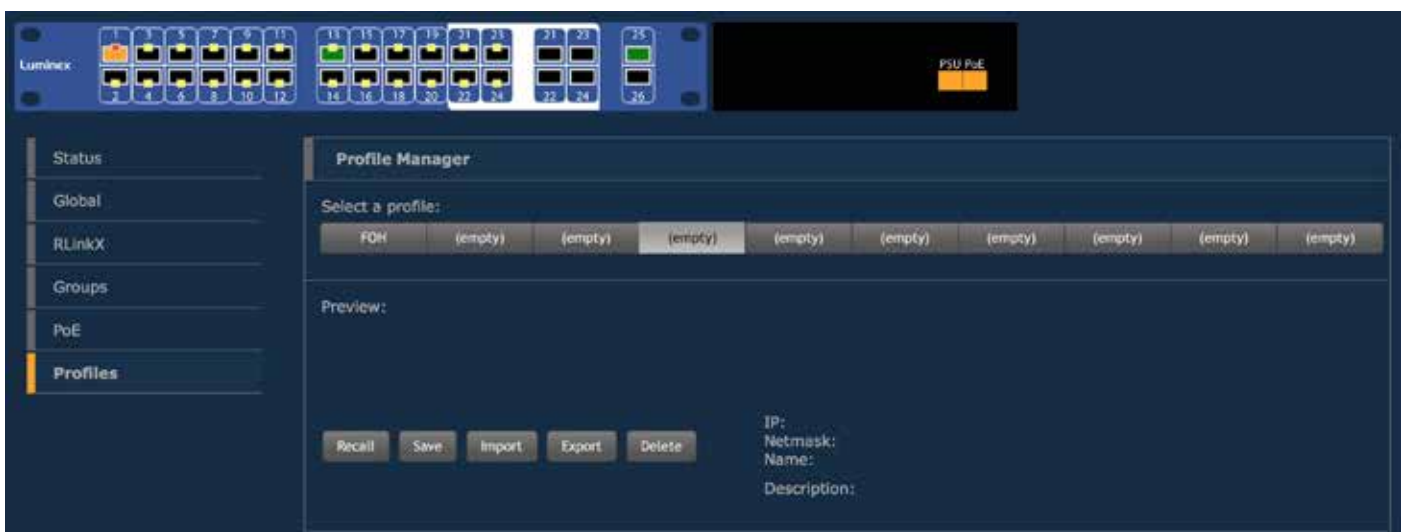 1 3 5 7 9 11 13 15 17 19 21 23 21 23 25
Luminex
PSU PoE
2 4 6 8 10 12 14 16 18 20 22 24 22 24 26
Status
Global
RLinkX
Groups
PoE
Profiles
Profile Manager
Select a profile:
FOH (empty) (empty) (empty) (empty) (empty) (empty) (empty) (empty) (empty)
Preview:
Recall Save Import Export Delete
IP:
Netmask:
Name:
Description: